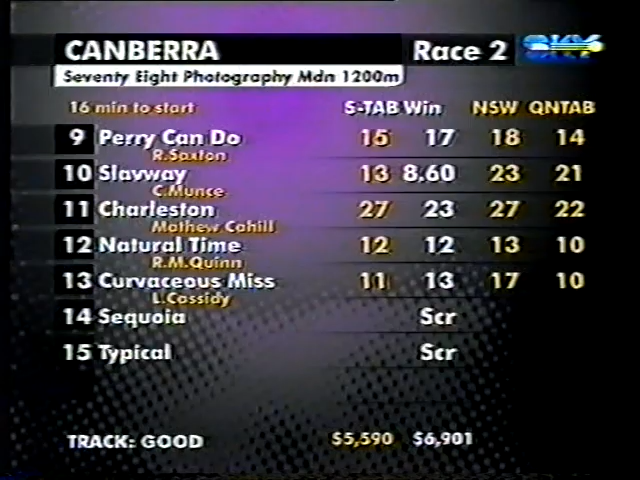 CANBERRA Race 2 SKY
Seventy Eight Photography Mdn 1200m
16 min to start S-TAB Win NSW QNTAB
9 Perry Can Do 15 17 18 14
R.Saxton
10 Slavway 13 8.60 23 21
C.Munce
11 Charleston 27 23 27 22
Mathew Cahill
12 Natural Time 12 12 13 10
R.M.Quinn
13 Curvaceous Miss 11 13 17 10
L.Cassidy
14 Sequoia Scr
15 Typical Scr
TRACK: GOOD $5,590 $6,901